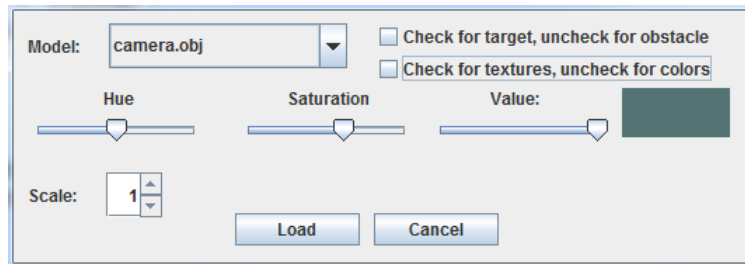 Model:
camera.obj
Check for target, uncheck for obstacle
Check for textures, uncheck for colors
Hue
Saturation
Value:
Scale:
1
Load
Cancel